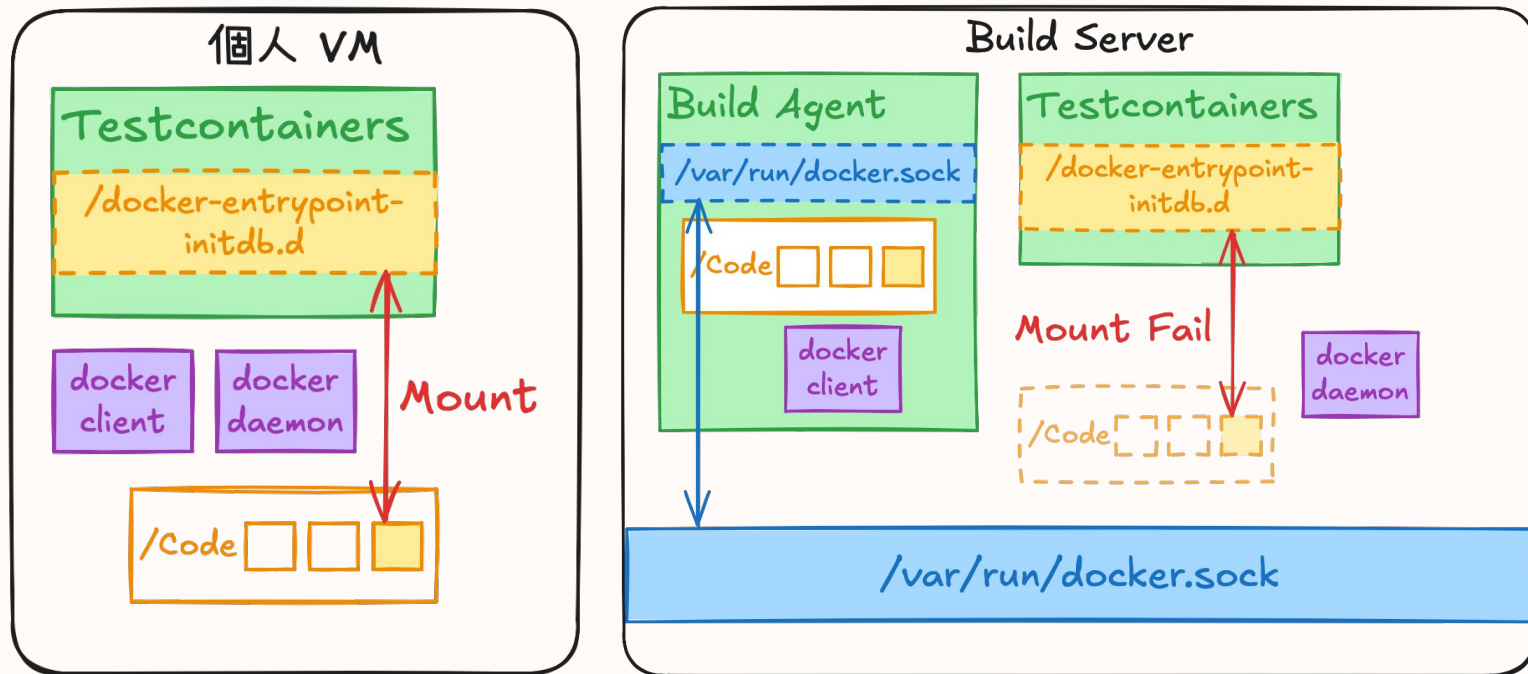 個人 VM
Testcontainers
/docker-entrypoint-
initdb.d
docker
client
docker
daemon
Mount
/Code
Build Server
Build Agent
/var/run/docker.sock
/Code
docker
client
Testcontainers
/docker-entrypoint-
initdb.d
Mount Fail
docker
daemon
/Code
/var/run/docker.sock